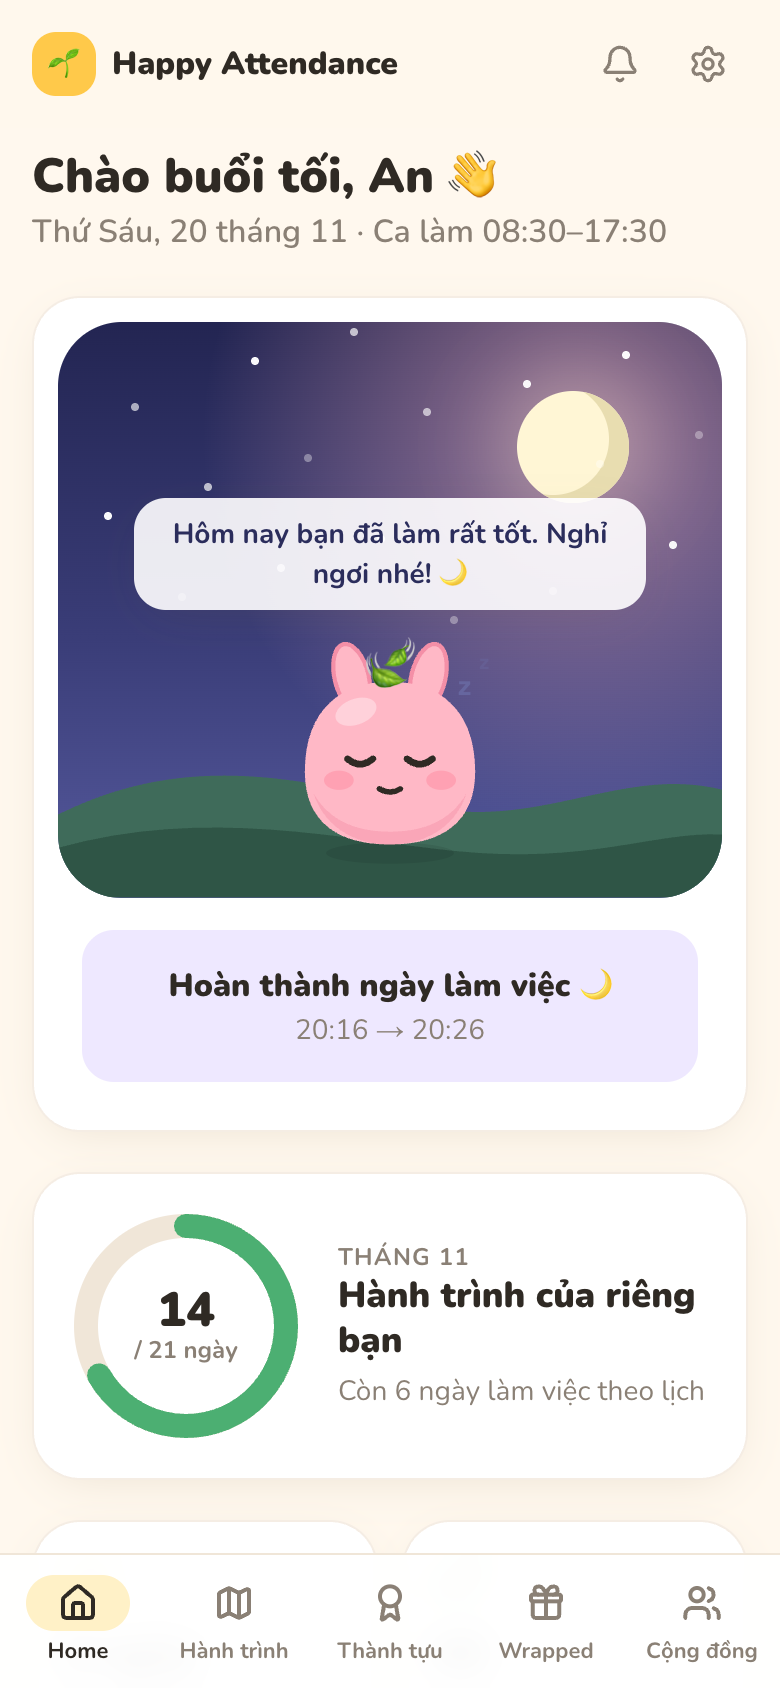 Happy Attendance
Chào buổi tối, An 👋
Thứ Sáu, 20 tháng 11 · Ca làm 08:30–17:30
Hôm nay bạn đã làm rất tốt. Nghỉ
ngơi nhé! 🌙
z
z
Hoàn thành ngày làm việc 🌙
20:16 → 20:26
14
/ 21 ngày
THÁNG 11
Hành trình của riêng
bạn
Còn 6 ngày làm việc theo lịch
Home
Hành trình
Thành tựu
Wrapped
Cộng đồng